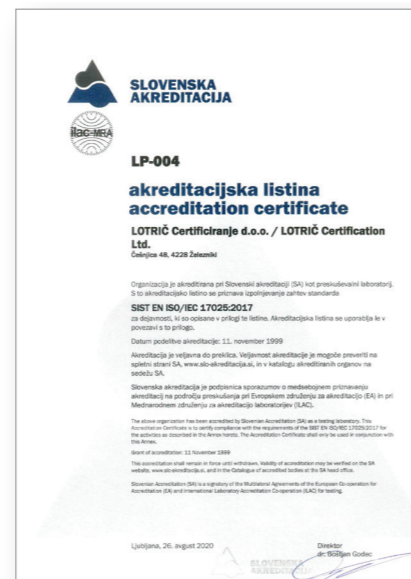 SLOVENSKA
AKREDITACIJA
ilac-MRA
LP-004
akreditacijska listina
accreditation certificate
LOTRIČ Certificiranje d.o.o. / LOTRIČ Certification
Ltd.
Češnjica 48, 4228 Železniki
Organizacija je akreditirana pri Slovenski akreditaciji (SA) kot preskuševalni laboratorij.
S to akreditacijsko listino se priznava izpolnjevanje zahtev standarda
SIST EN ISO/IEC 17025:2017
za dejavnosti, ki so opisane v prilogi te listine. Akreditacijska listina se uporablja le v
povezavi s to prilogo.
Datum podelitve akreditacije: 11. november 1999
Akreditacija je veljavna do preklica. Veljavnost akreditacije je mogoče preveriti na
spletni strani SA, www.slo-akreditacija.si, in v katalogu akreditiranih organov na
sedežu SA.
Slovenska akreditacija je podpisnica sporazumov o medsebojnem priznavanju
akreditacij na področju preskušanja pri Evropskem združenju za akreditacijo (EA) in pri
Mednarodnem združenju za akreditacijo laboratorijev (ILAC).
The above organization has been accredited by Slovenian Accreditation (SA) as a testing laboratory. This
Accreditation Certificate is to certify compliance with the requirements of the SIST EN ISO/IEC 17025:2017 for
the activities as described in the Annex hereto. The Accreditation Certificate shall only be used in conjunction with
this Annex.
Grant of accreditation: 11 November 1999
This accreditation shall remain in force until withdrawn. Validity of accreditation may be verified on the SA
website, www.slo-akreditacija.si, and in the Catalogue of accredited bodies at the SA head office.
Slovenian Accreditation (SA) is a signatory of the Multilateral Agreements of the European Co-operation for
Accreditation (EA) and International Laboratory Accreditation Co-operation (ILAC) for testing.
Ljubljana, 26. avgust 2020
Direktor
dr. Boštjan Godec
SLOVENSKA
AKREDITACIJA